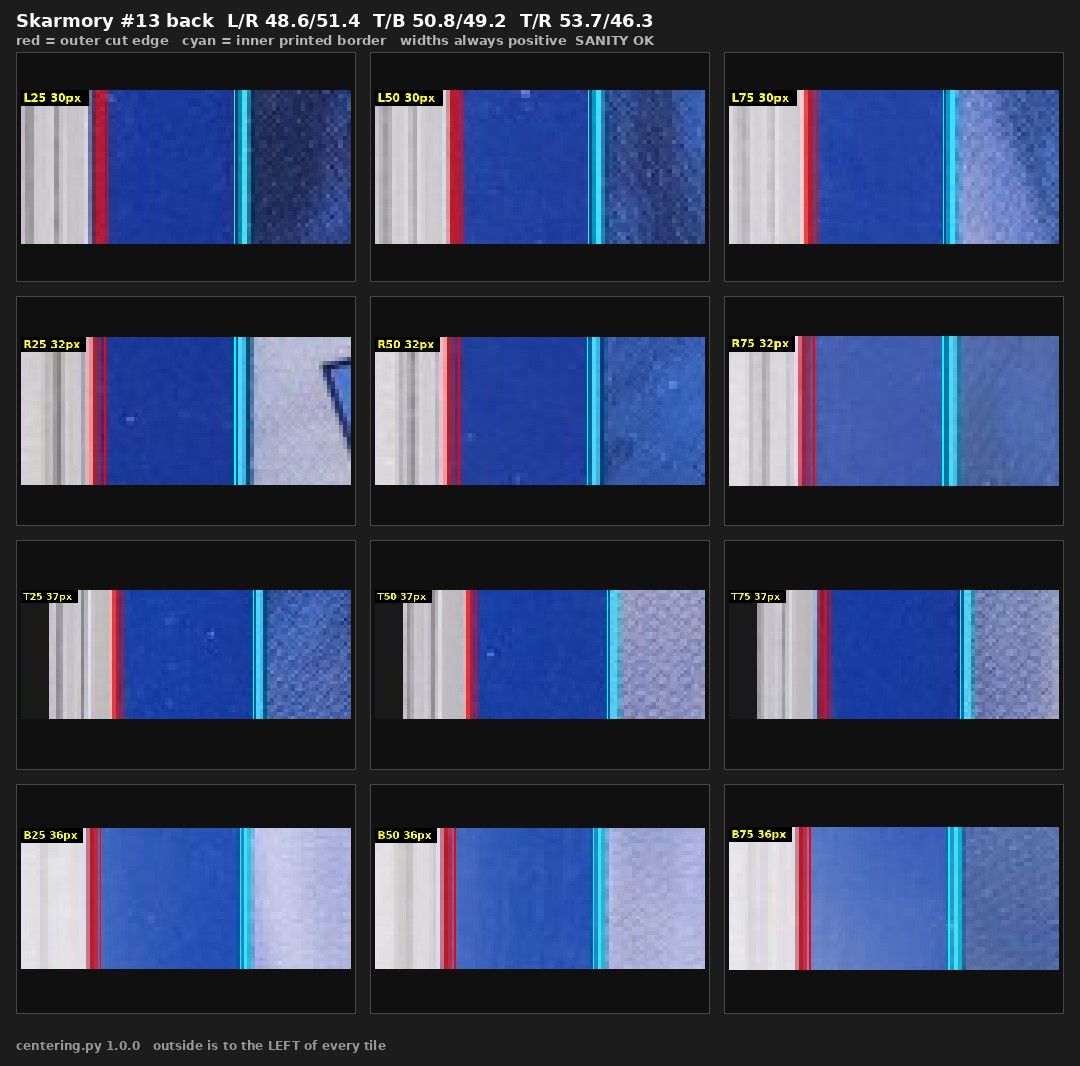 Skarmory #13 back  L/R 48.6/51.4  T/B 50.8/49.2  T/R 53.7/46.3
red = outer cut edge   cyan = inner printed border   widths always positive  SANITY OK
L25 30px
L50 30px
L75 30px
R25 32px
R50 32px
R75 32px
T25 37px
T50 37px
T75 37px
B25 36px
B50 36px
B75 36px
centering.py 1.0.0   outside is to the LEFT of every tile